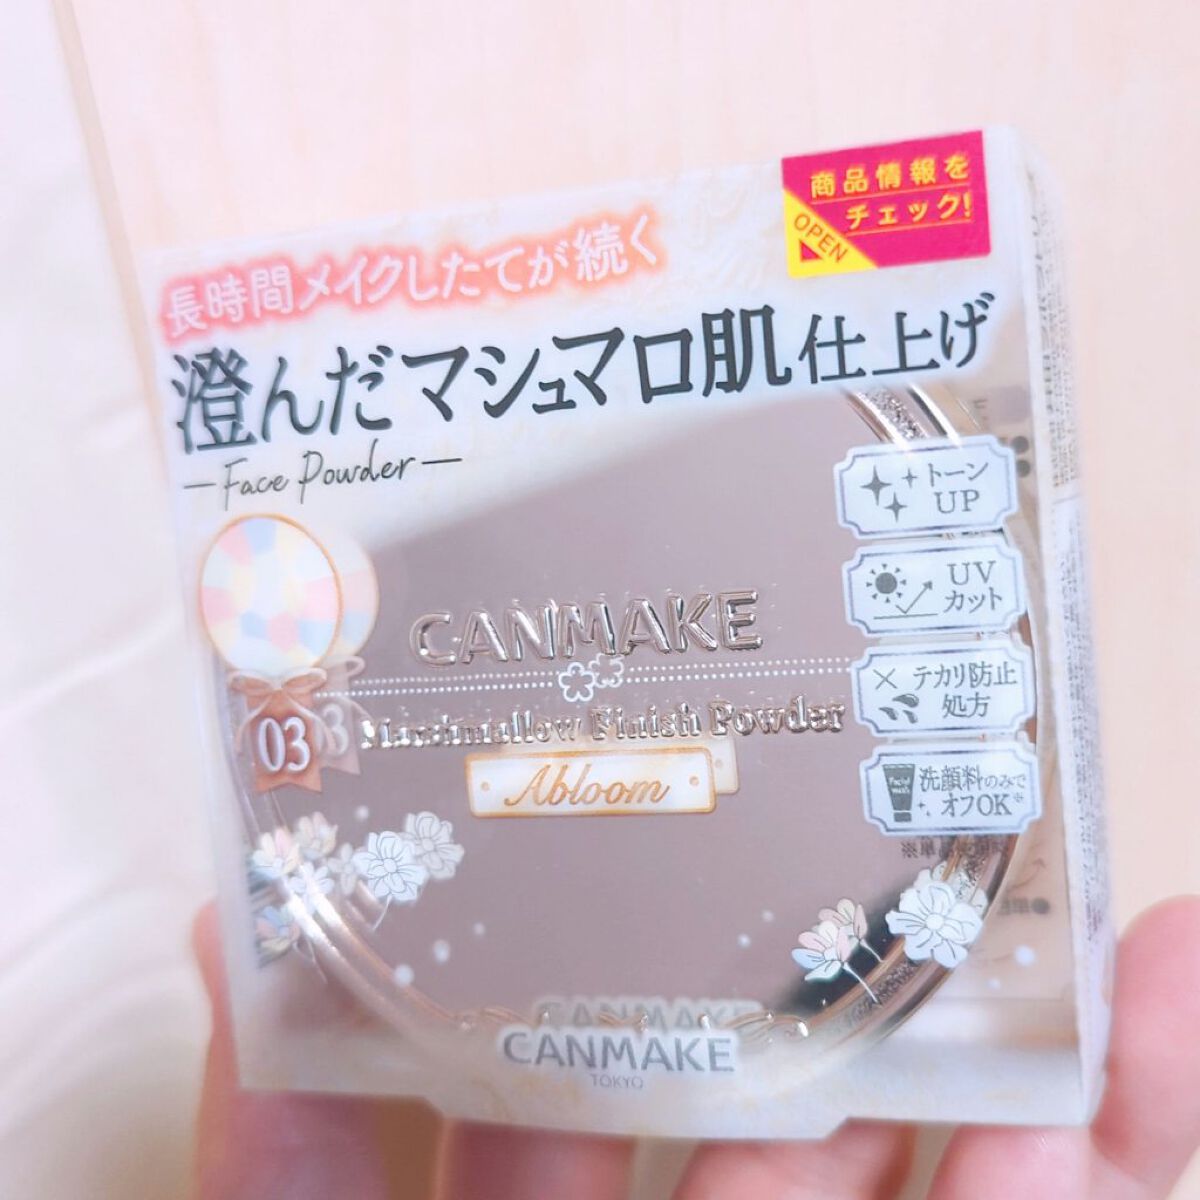 商品情報を
チェック!
OPEN
長時間メイクしたてが続く
澄んだマシュマロ肌仕上げ
Face Powder
トーン
UP
UV
カット
テカリ防止
処方
洗顔料のみで
オフOK※
CANMAKE
Marshmallow Finish Powder
Abloom
03
CANMAKE
TOKYO